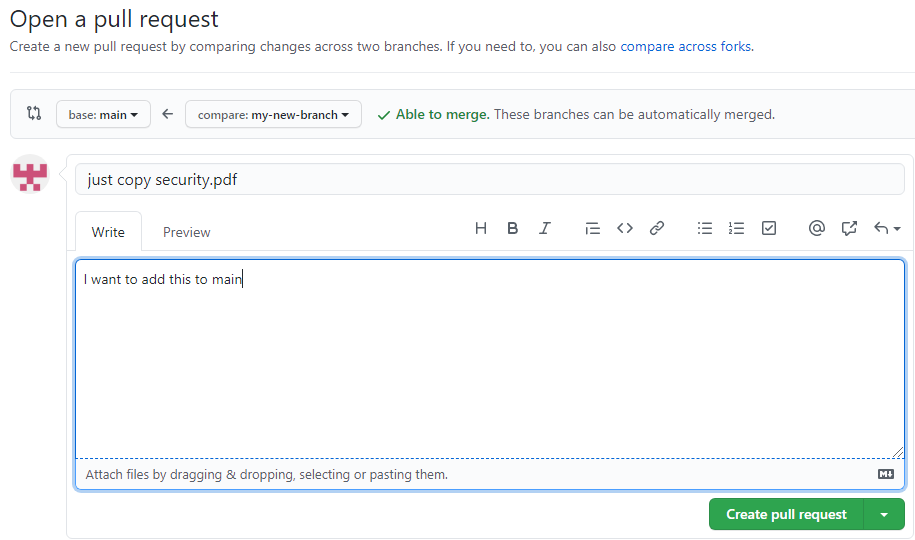 Open a pull request
Create a new pull request by comparing changes across two branches. If you need to, you can also compare across forks.
base: main compare: my-new-branch Able to merge. These branches can be automatically merged.
just copy security.pdf
Write Preview H B I @
I want to add this to main
Attach files by dragging & dropping, selecting or pasting them.
Create pull request